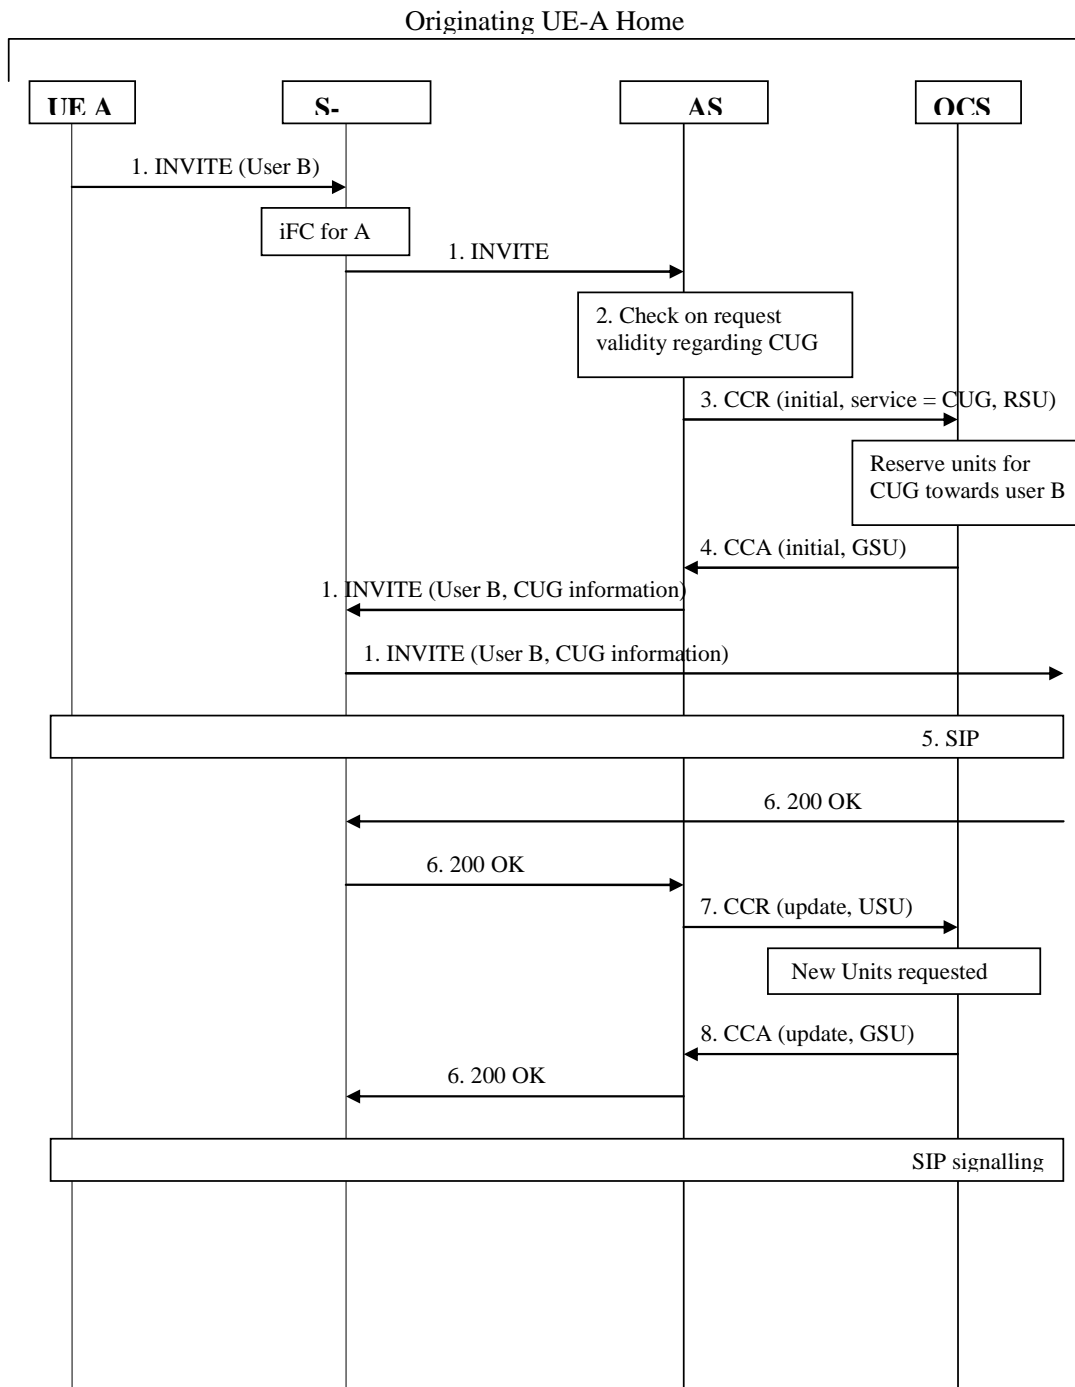 Originating UE-A Home
UE A
S-
AS
OCS
1. INVITE (User B)
iFC for A
1. INVITE
2. Check on request
validity regarding CUG
3. CCR (initial, service = CUG, RSU)
Reserve units for
CUG towards user B
4. CCA (initial, GSU)
1. INVITE (User B, CUG information)
1. INVITE (User B, CUG information)
5. SIP
6. 200 OK
6. 200 OK
7. CCR (update, USU)
New Units requested
8. CCA (update, GSU)
6. 200 OK
SIP signalling